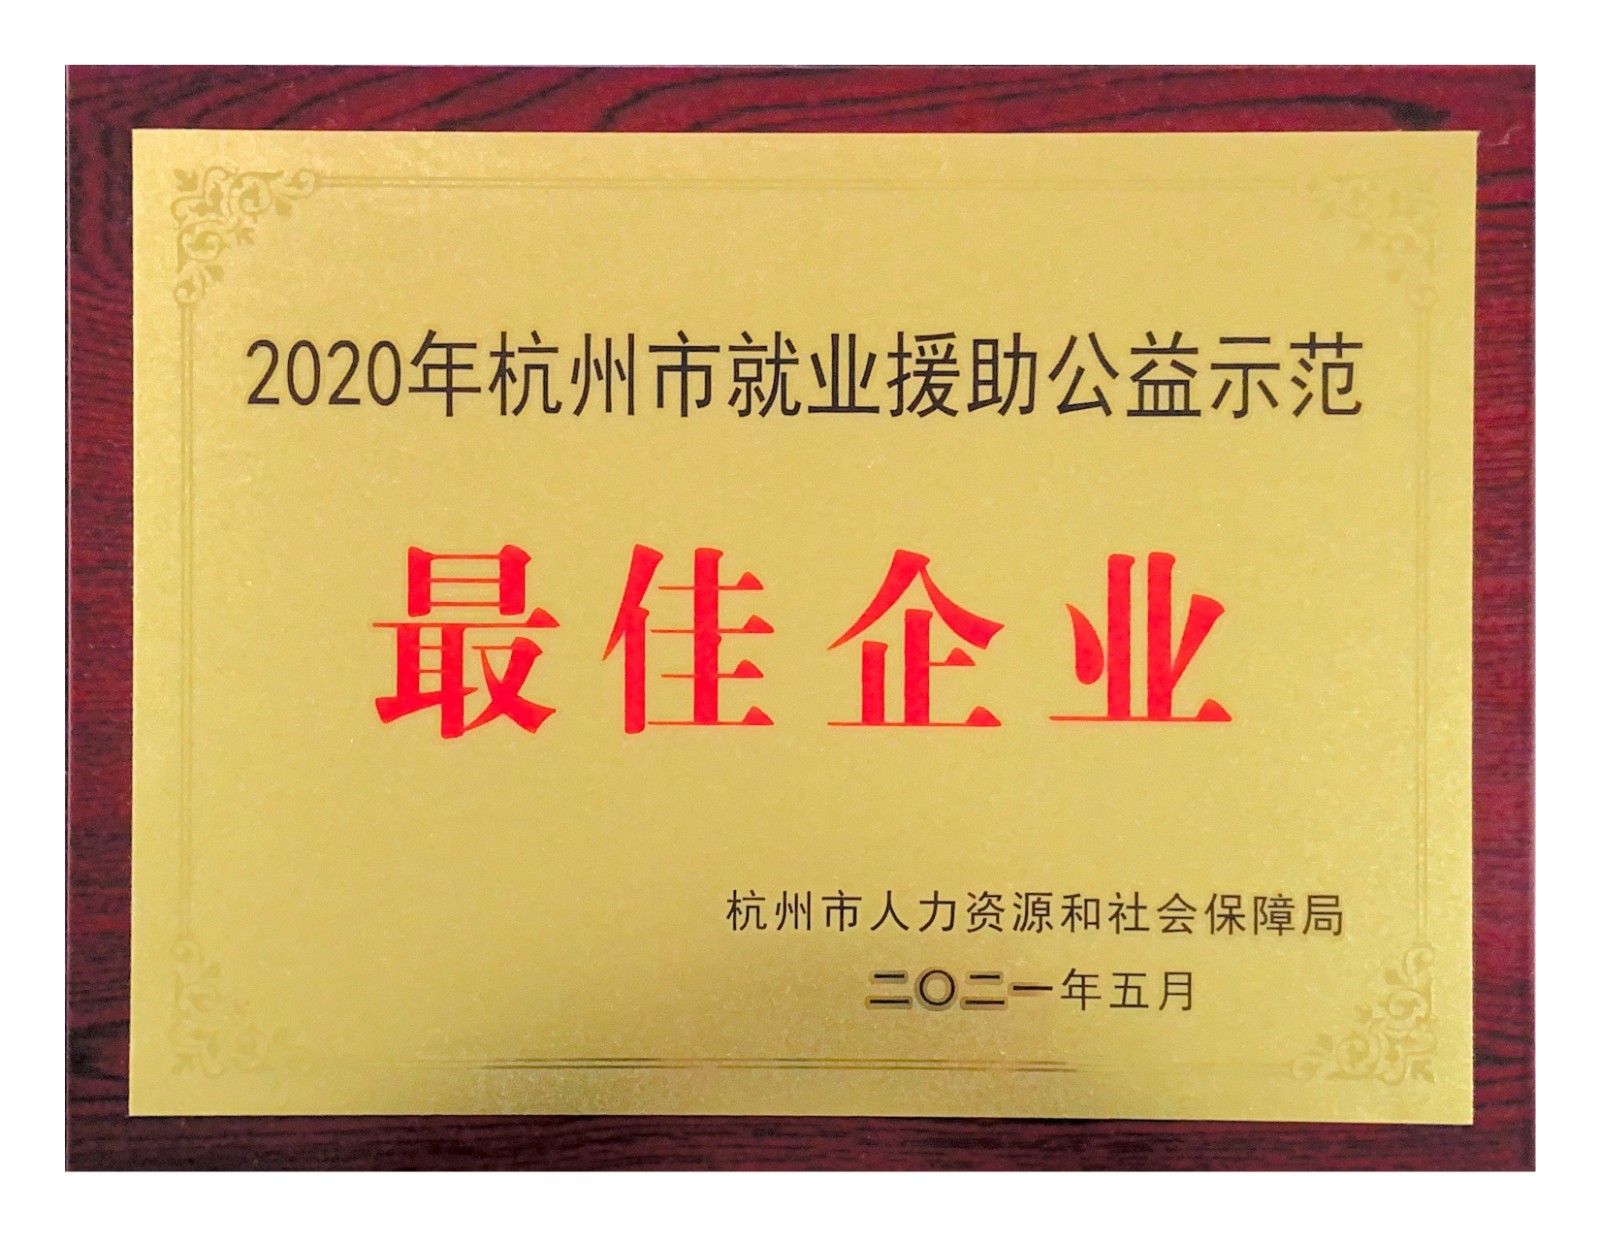 2020年杭州市就业援助公益示范
最佳企业
杭州市人力资源和社会保障局
二〇二一年五月